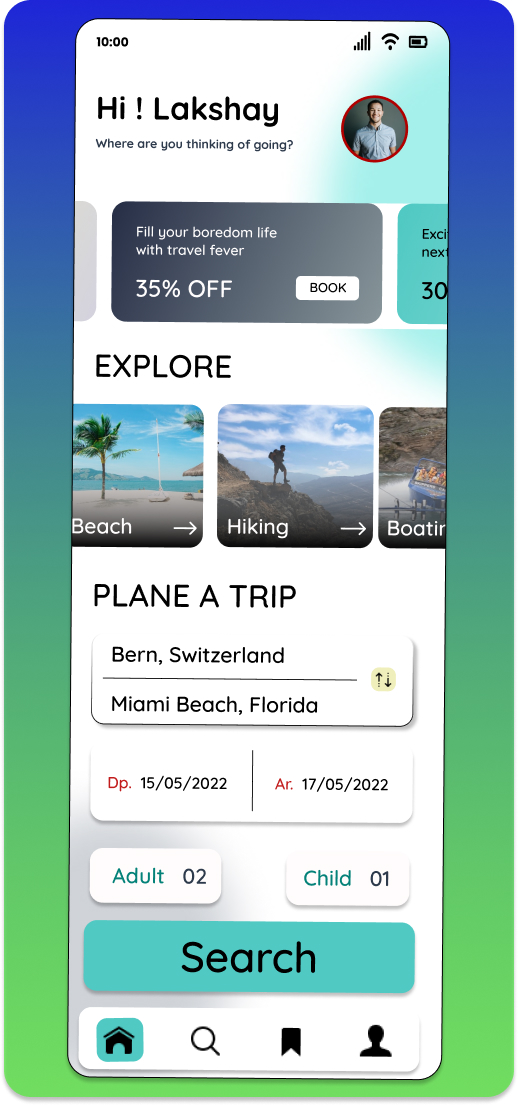 10:00
Hi ! Lakshay
Where are you thinking of going?
Fill your boredom life
with travel fever
35% OFF
BOOK
Exci
next
30
EXPLORE
Beach
Hiking
Boatin
PLANE A TRIP
Bern, Switzerland
Miami Beach, Florida
Dp. 15/05/2022
Ar. 17/05/2022
Adult 02
Child 01
Search